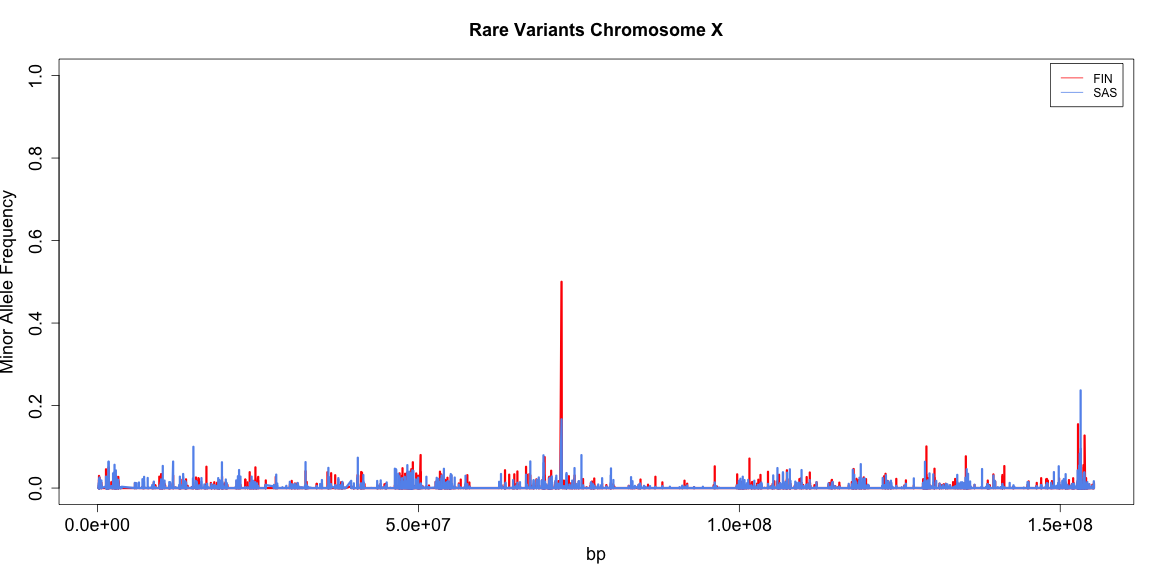 Rare Variants Chromosome X
FIN
SAS
1.0
0.8
0.6
0.4
0.2
0.0
Minor Allele Frequency
0.0e+00 5.0e+07 1.0e+08 1.5e+08
bp